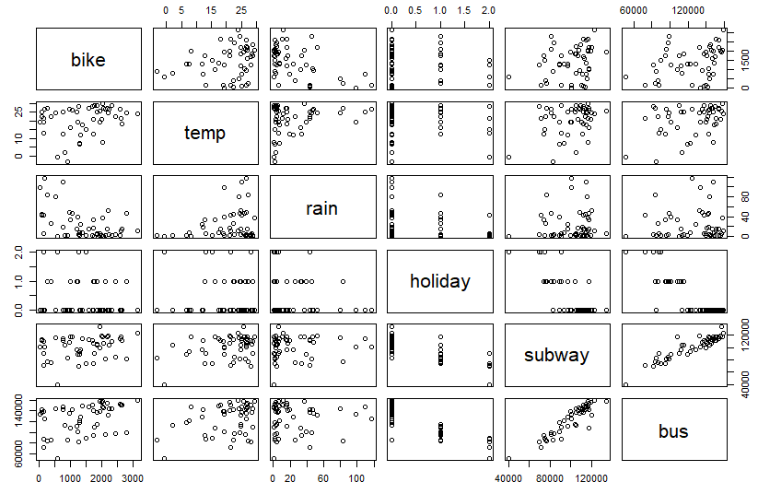 0 5 15 25 0.0 1.0 2.0 60000 120000
bike 0 1500
0 10 25 temp
rain 0 40 80
0.0 1.0 2.0 holiday
subway 40000 120000
60000 140000 bus
0 1000 2000 3000 0 20 60 100 40000 80000 120000